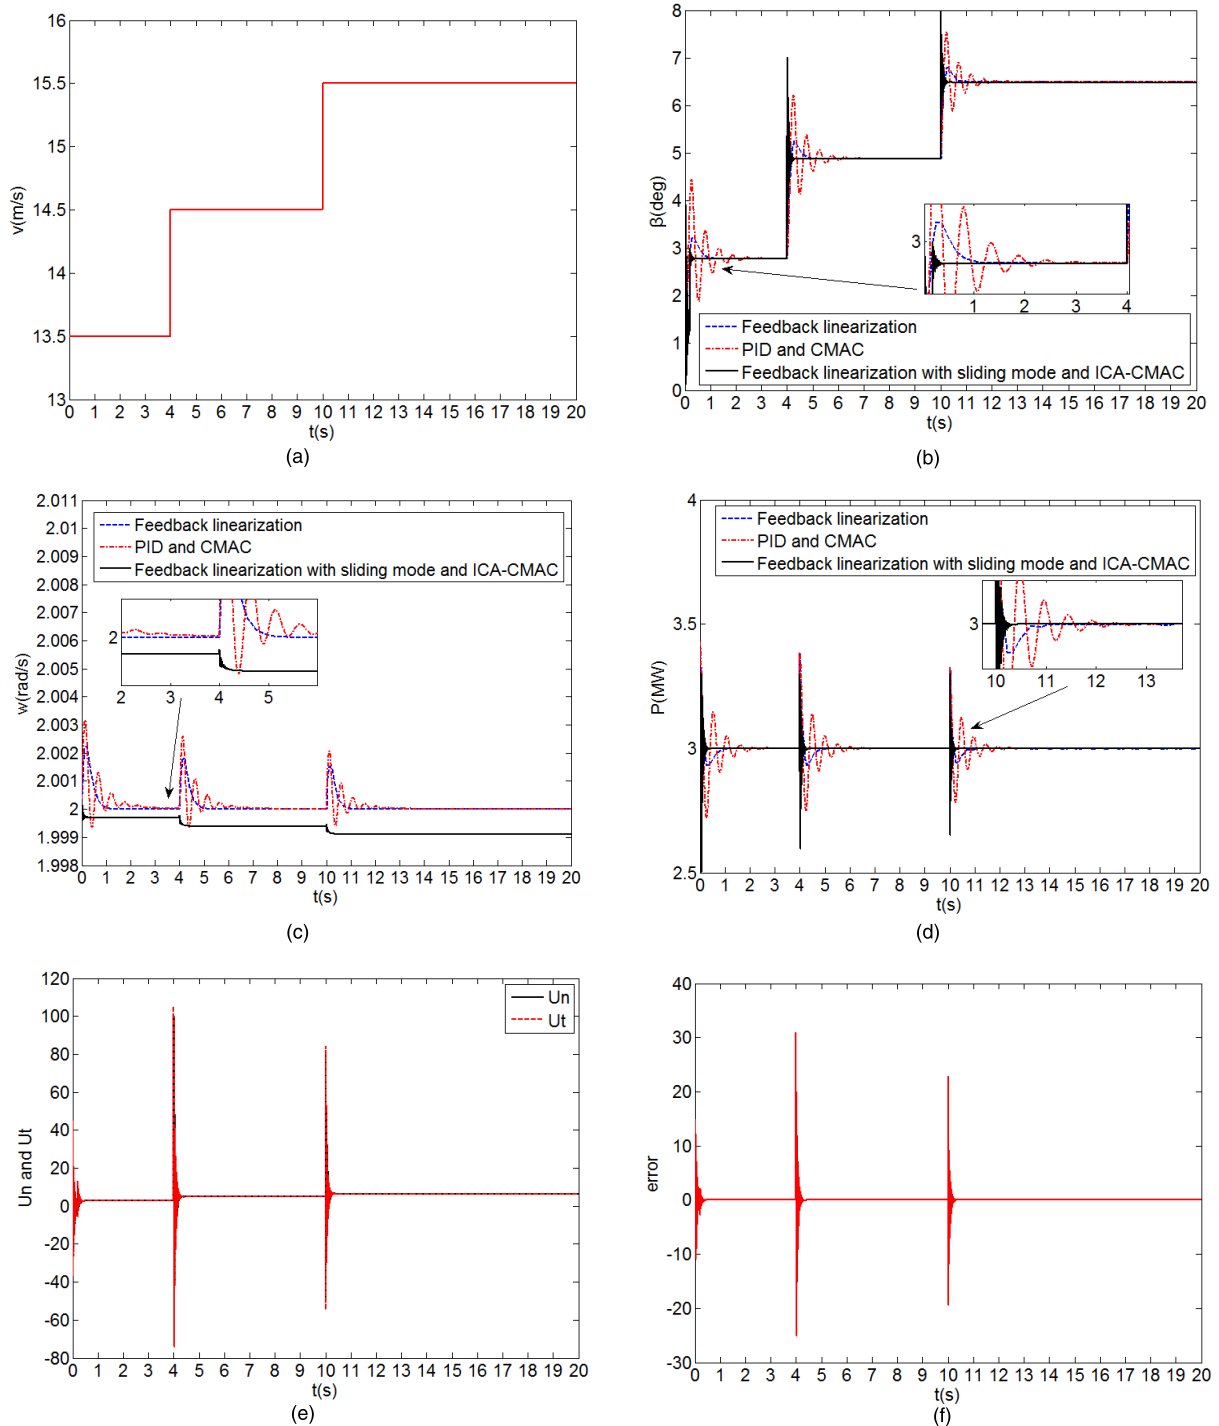 16
15.5
15
14.5
14
13.5
13
v(m/s)
0 1 2 3 4 5 6 7 8 9 10 11 12 13 14 15 16 17 18 19 20
t(s)
(a)
8
7
6
5
4
3
2
1
0
β(deg)
3
1 2 3 4
Feedback linearization
PID and CMAC
Feedback linearization with sliding mode and ICA-CMAC
0 1 2 3 4 5 6 7 8 9 10 11 12 13 14 15 16 17 18 19 20
t(s)
(b)
2.011
2.01
2.009
2.008
2.007
2.006
2.005
2.004
2.003
2.002
2.001
2
1.999
1.998
w(rad/s)
Feedback linearization
PID and CMAC
Feedback linearization with sliding mode and ICA-CMAC
2
2 3 4 5
0 1 2 3 4 5 6 7 8 9 10 11 12 13 14 15 16 17 18 19 20
t(s)
(c)
4
3.5
3
2.5
P(MW)
Feedback linearization
PID and CMAC
Feedback linearization with sliding mode and ICA-CMAC
3
10 11 12 13
0 1 2 3 4 5 6 7 8 9 10 11 12 13 14 15 16 17 18 19 20
t(s)
(d)
120
100
80
60
40
20
0
-20
-40
-60
-80
Un and Ut
Un
Ut
0 1 2 3 4 5 6 7 8 9 10 11 12 13 14 15 16 17 18 19 20
t(s)
(e)
40
30
20
10
0
-10
-20
-30
error
0 1 2 3 4 5 6 7 8 9 10 11 12 13 14 15 16 17 18 19 20
t(s)
(f)